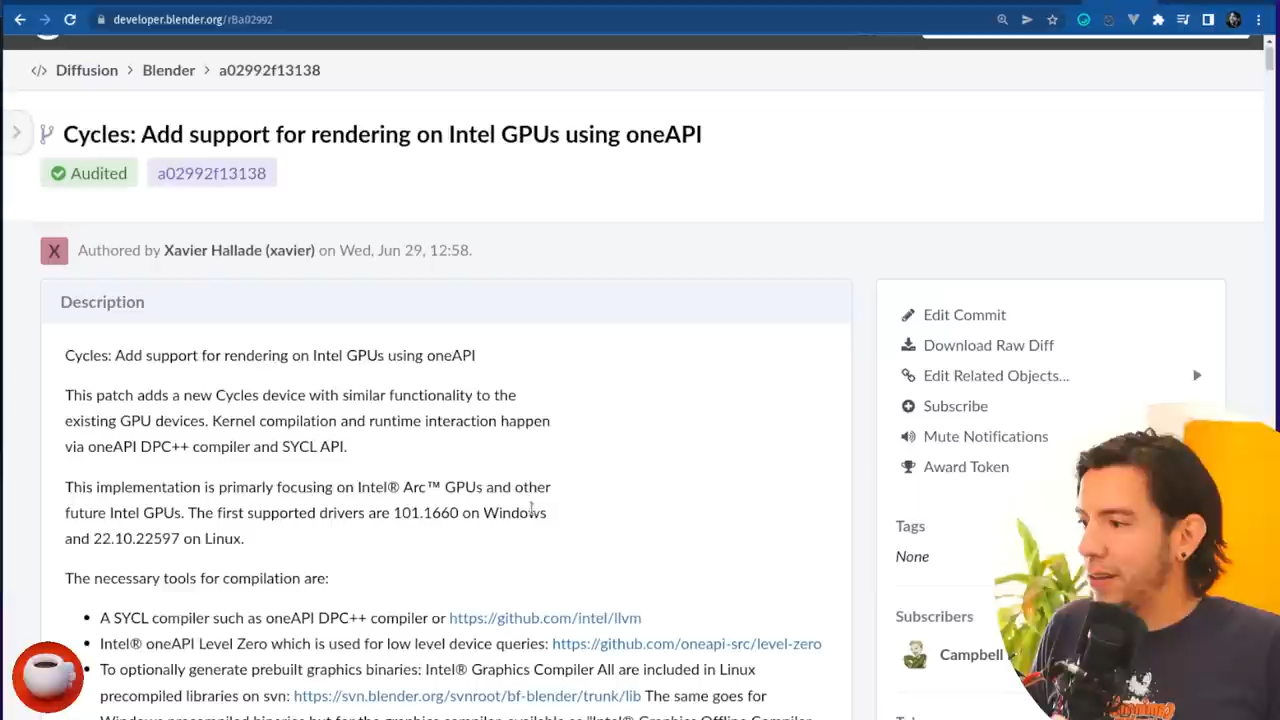 developer.blender.org/rBa02992
Diffusion > Blender > a02992f13138
Cycles: Add support for rendering on Intel GPUs using oneAPI
Audited
a02992f13138
X
Authored by Xavier Hallade (xavier) on Wed, Jun 29, 12:58.
Description
Cycles: Add support for rendering on Intel GPUs using oneAPI
This patch adds a new Cycles device with similar functionality to the
existing GPU devices. Kernel compilation and runtime interaction happen
via oneAPI DPC++ compiler and SYCL API.
This implementation is primarly focusing on Intel® Arc™ GPUs and other
future Intel GPUs. The first supported drivers are 101.1660 on Windows
and 22.10.22597 on Linux.
The necessary tools for compilation are:
• A SYCL compiler such as oneAPI DPC++ compiler or https://github.com/intel/llvm
• Intel® oneAPI Level Zero which is used for low level device queries: https://github.com/oneapi-src/level-zero
• To optionally generate prebuilt graphics binaries: Intel® Graphics Compiler All are included in Linux
precompiled libraries on svn: https://svn.blender.org/svnroot/bf-blender/trunk/lib The same goes for
Edit Commit
Download Raw Diff
Edit Related Objects...
Subscribe
Mute Notifications
Award Token
Tags
None
Subscribers
Campbell